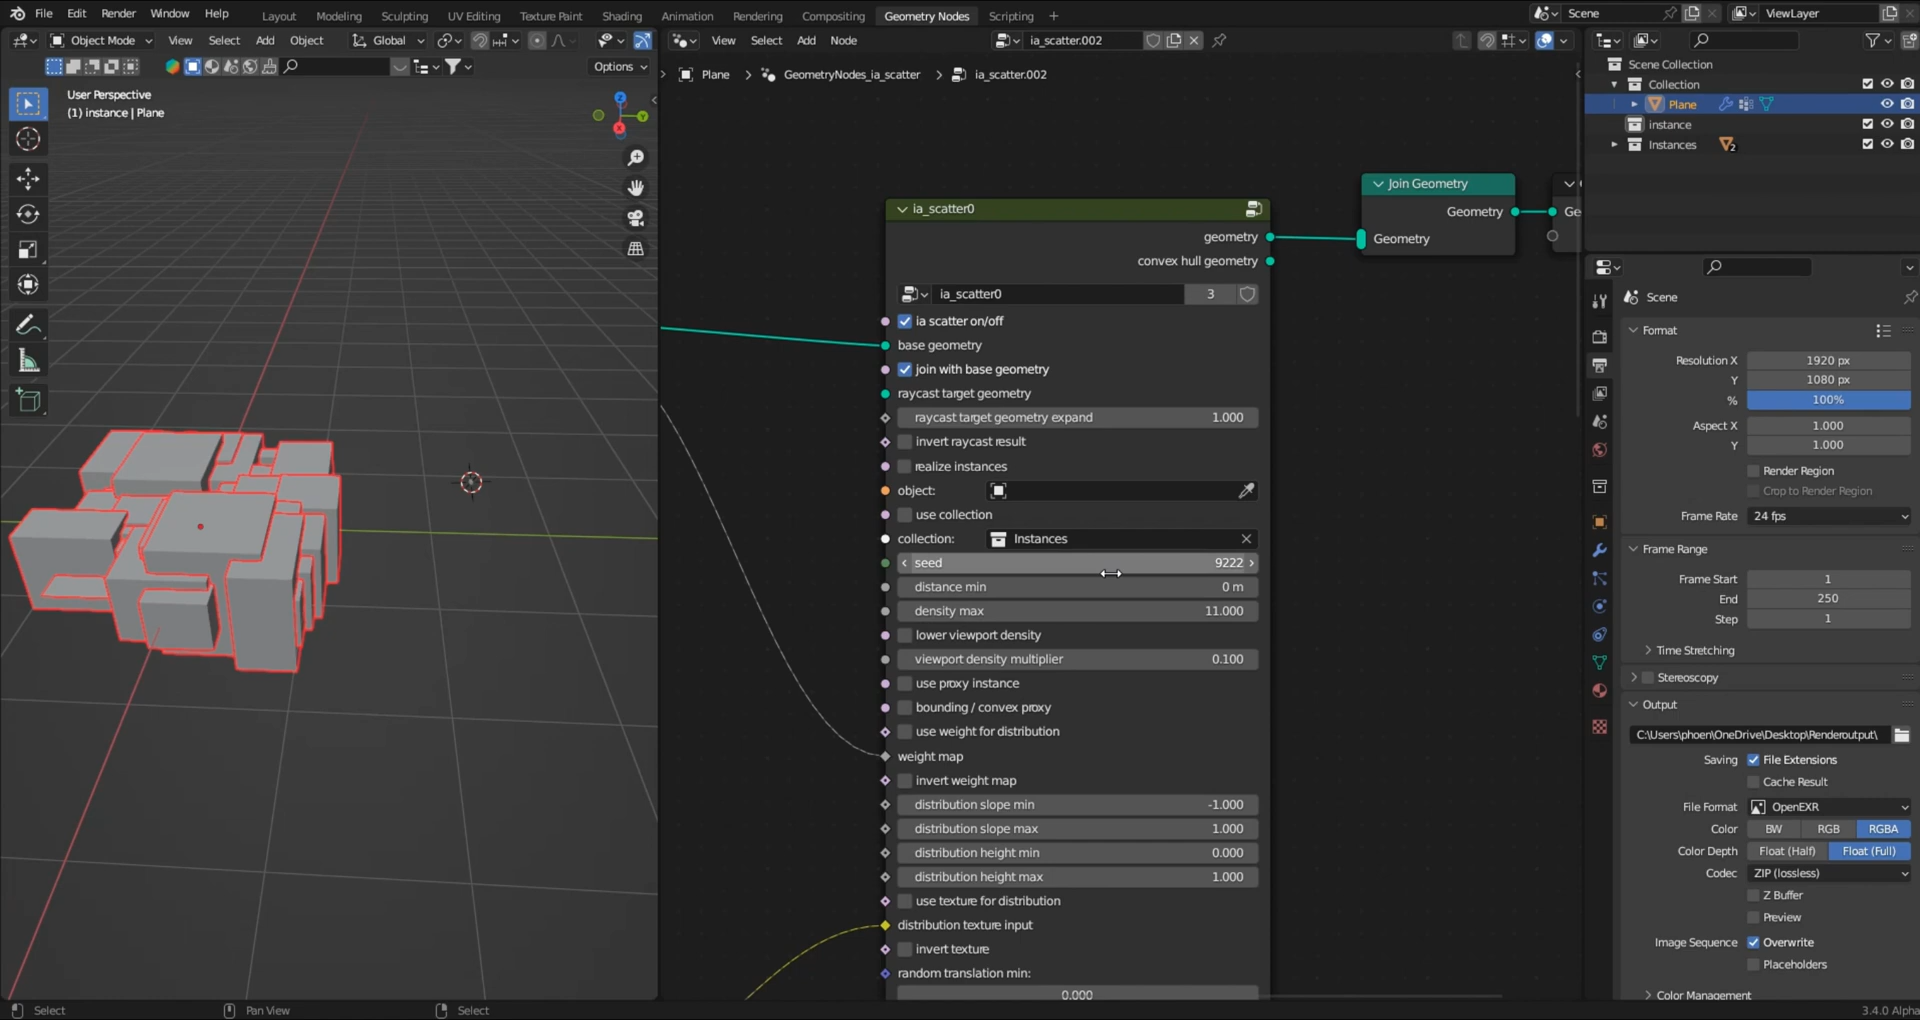 File Edit Render Window Help Layout Modeling Sculpting UV Editing Texture Paint Shading Animation Rendering Compositing Geometry Nodes Scripting + Scene ViewLayer
Object Mode View Select Add Object Global View Select Add Node ia_scatter.002
Options
Plane > GeometryNodes_ia_scatter > ia_scatter.002
User Perspective
(1) instance | Plane
Z
Y
X
ia_scatter0
geometry
convex hull geometry
ia_scatter0 3
ia scatter on/off
base geometry
join with base geometry
raycast target geometry
raycast target geometry expand 1.000
invert raycast result
realize instances
object:
use collection
collection: Instances
seed 9222
distance min 0 m
density max 11.000
lower viewport density
viewport density multiplier 0.100
use proxy instance
bounding / convex proxy
use weight for distribution
weight map
invert weight map
distribution slope min -1.000
distribution slope max 1.000
distribution height min 0.000
distribution height max 1.000
use texture for distribution
distribution texture input
invert texture
random translation min:
0.000
Join Geometry
Geometry
Geometry
Ge
Scene Collection
Collection
Plane
instance
Instances 2
Scene
Format
Resolution X 1920 px
Y 1080 px
% 100%
Aspect X 1.000
Y 1.000
Render Region
Crop to Render Region
Frame Rate 24 fps
Frame Range
Frame Start 1
End 250
Step 1
Time Stretching
Stereoscopy
Output
C:\Users\phoen\OneDrive\Desktop\Renderoutput\
Saving File Extensions
Cache Result
File Format OpenEXR
Color BW RGB RGBA
Color Depth Float (Half) Float (Full)
Codec ZIP (lossless)
Z Buffer
Preview
Image Sequence Overwrite
Placeholders
Color Management
Select Pan View Select 3.4.0 Alpha